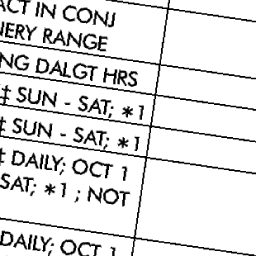 ACT IN CONJ
NERY RANGE
NG DALGT HRS
‡ SUN - SAT; *1
‡ SUN - SAT; *1
‡ DAILY; OCT 1
SAT; *1 ; NOT
DAILY; OCT 1